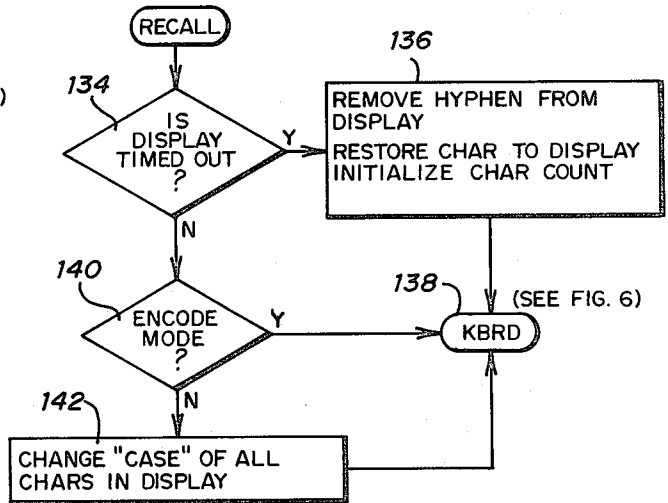 RECALL
)
134
IS
DISPLAY
TIMED OUT
?
Y
N
136
REMOVE HYPHEN FROM
DISPLAY
RESTORE CHAR TO DISPLAY
INITIALIZE CHAR COUNT
140
ENCODE
MODE
?
Y
N
138
(SEE FIG. 6)
KBRD
142
CHANGE "CASE" OF ALL
CHARS IN DISPLAY